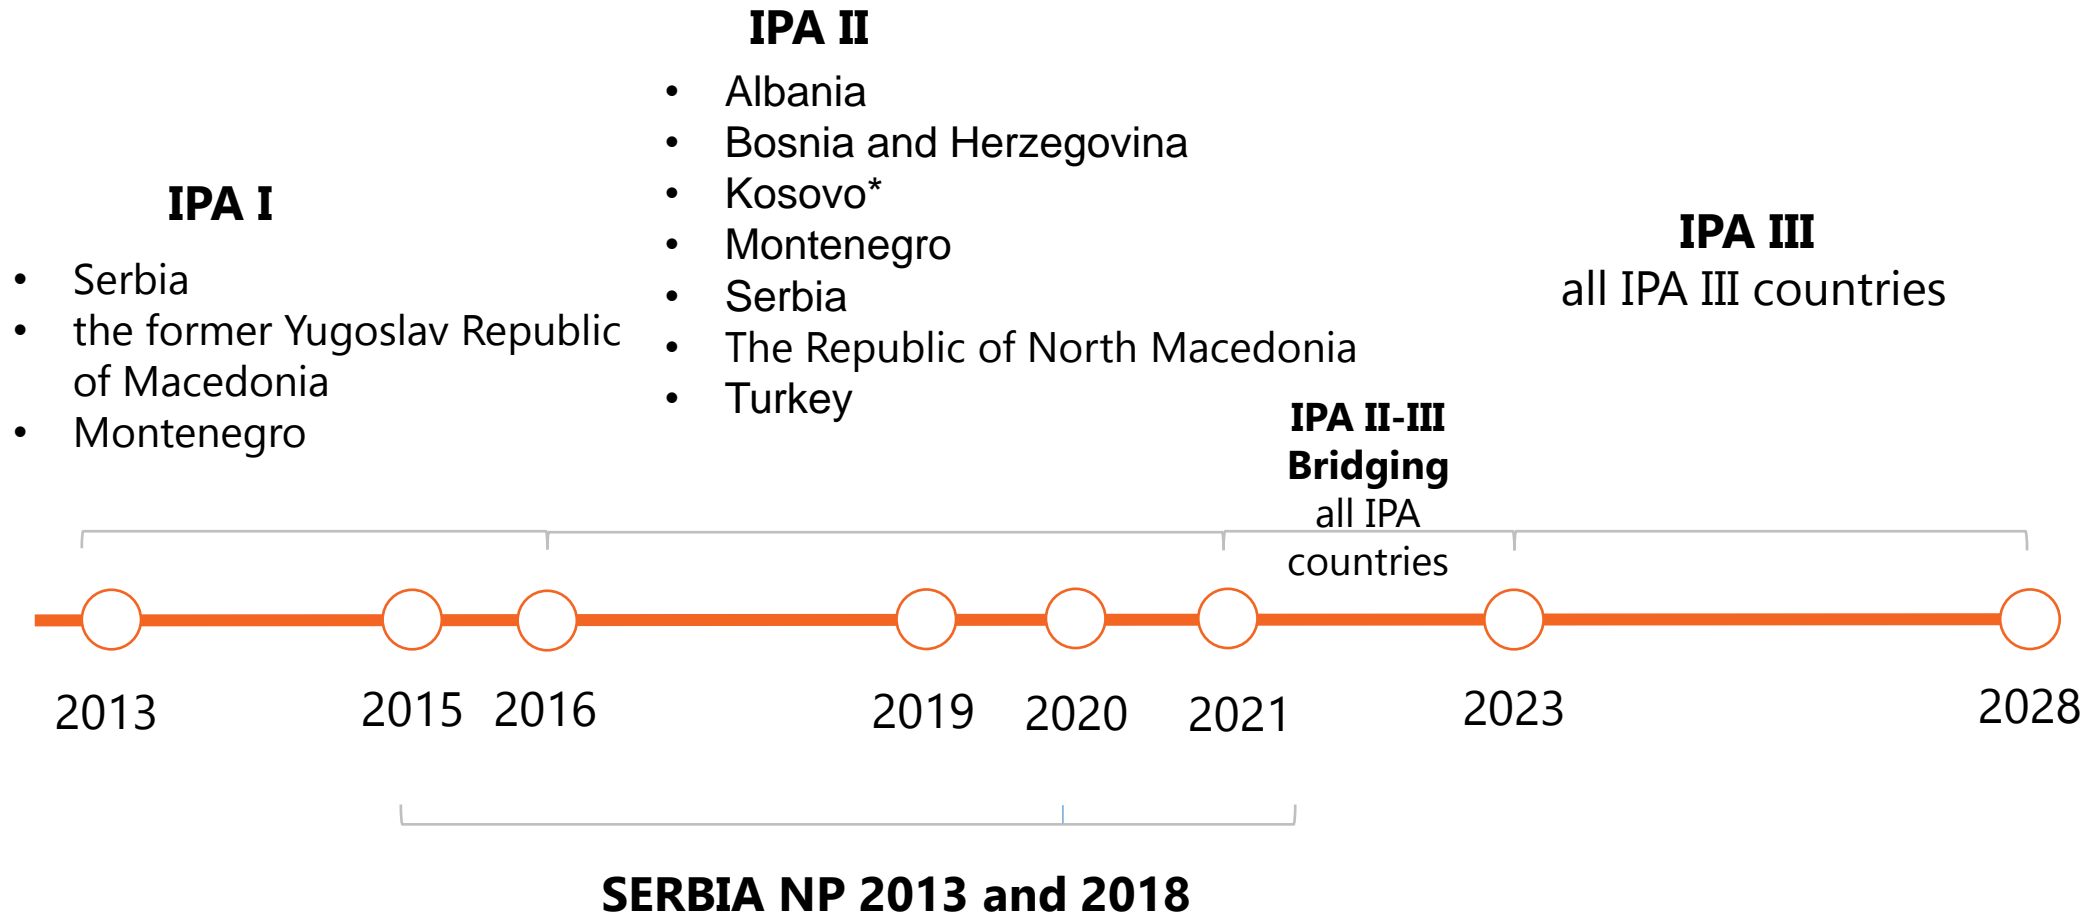 IPA I
• Serbia
• the former Yugoslav Republic
of Macedonia
• Montenegro
IPA II
• Albania
• Bosnia and Herzegovina
• Kosovo*
• Montenegro
• Serbia
• The Republic of North Macedonia
• Turkey
IPA II-III
Bridging
all IPA
countries
IPA III
all IPA III countries
2013 2015 2016 2019 2020 2021 2023 2028
SERBIA NP 2013 and 2018